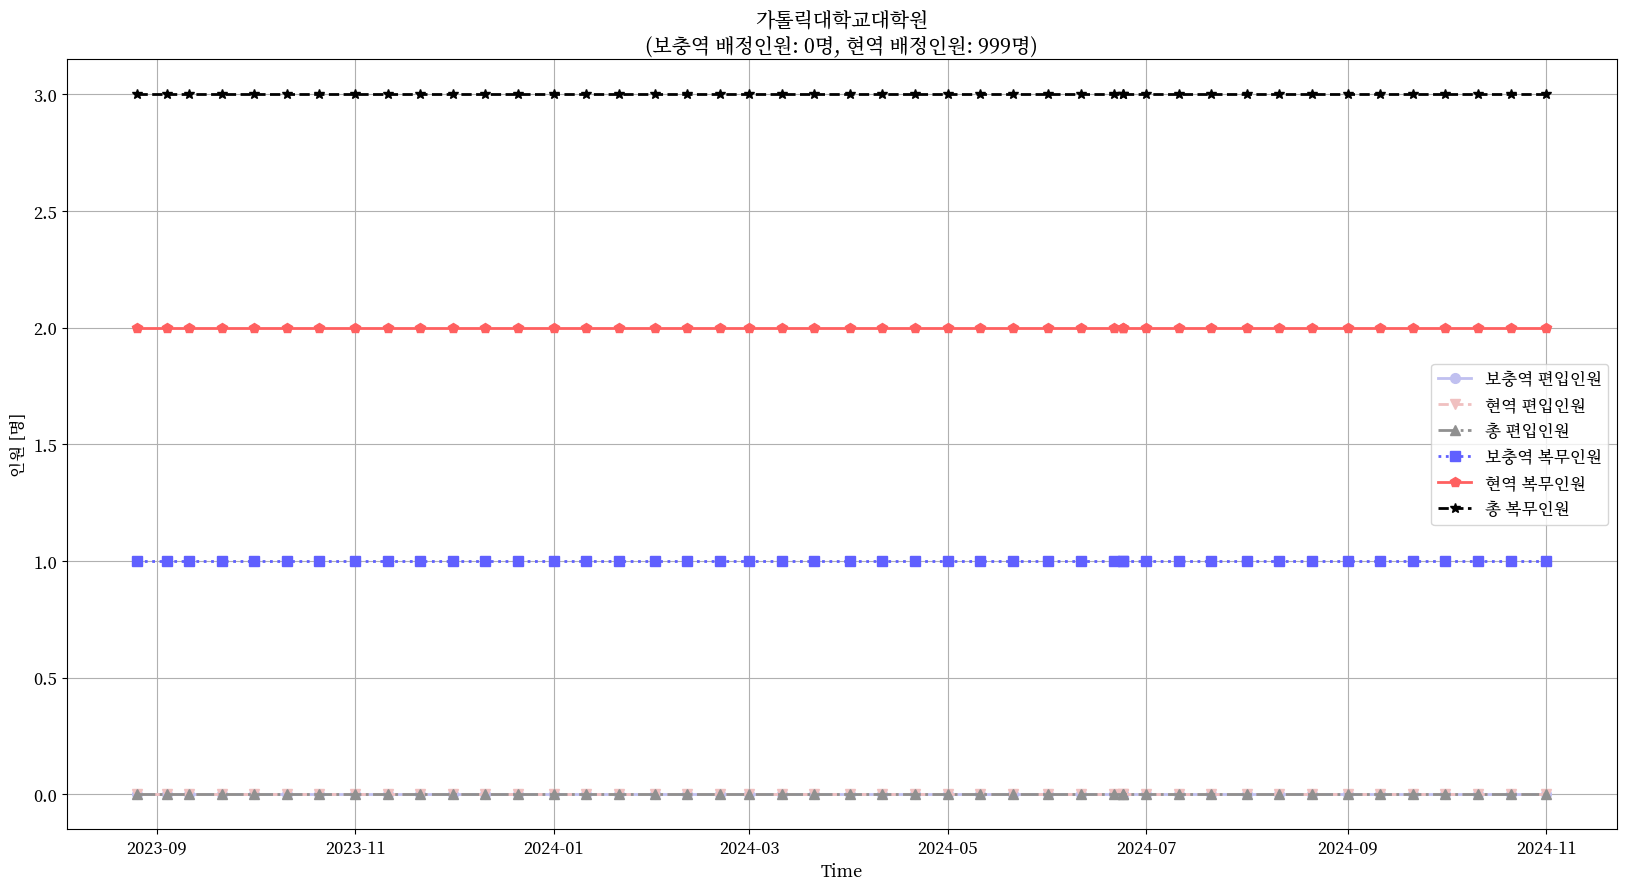 가톨릭대학교대학원
(보충역 배정인원: 0명, 현역 배정인원: 999명)
3.0
2.5
2.0
1.5
1.0
0.5
0.0
인원 [명]
보충역 편입인원
현역 편입인원
총 편입인원
보충역 복무인원
현역 복무인원
총 복무인원
2023-09
2023-11
2024-01
2024-03
2024-05
2024-07
2024-09
2024-11
Time